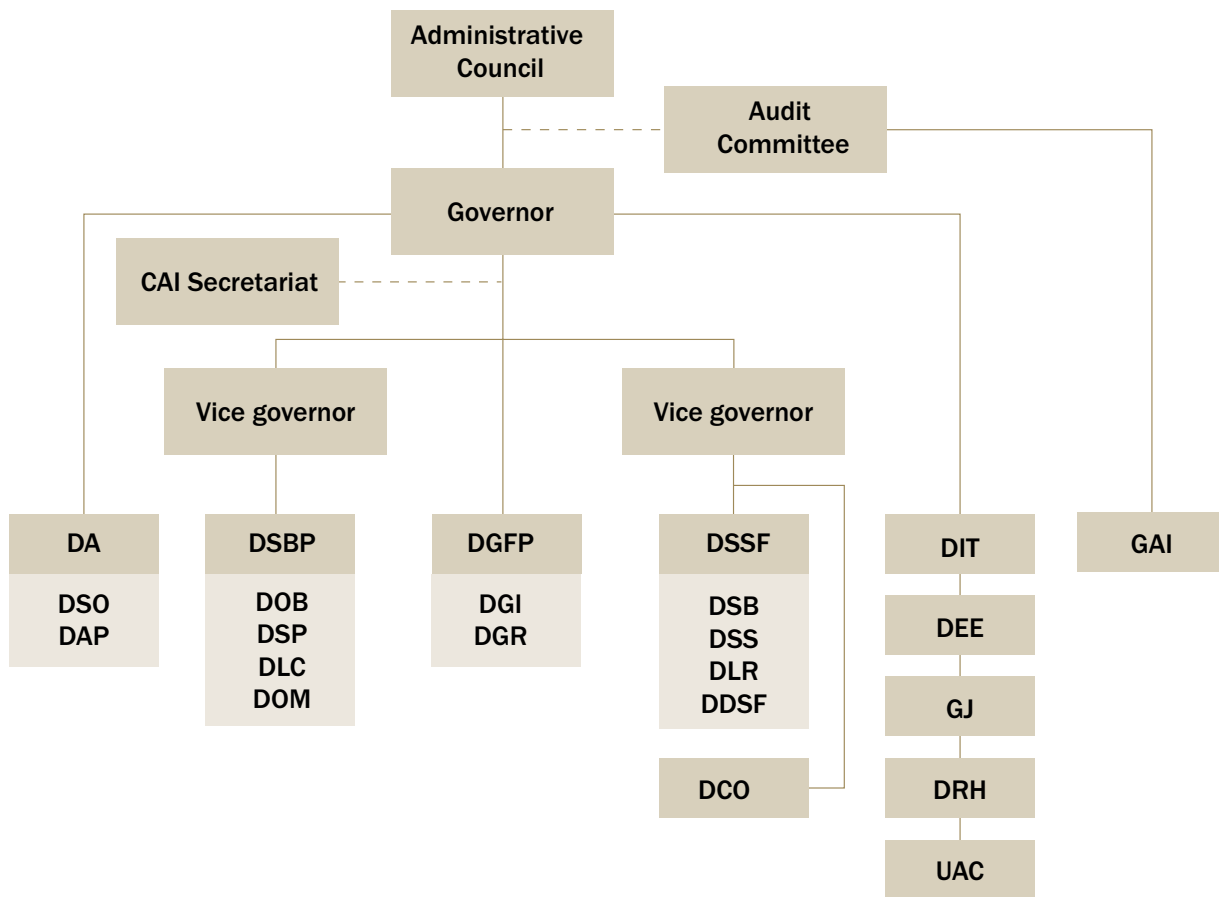 Administrative
Council
Audit
Committee
Governor
CAI Secretariat
Vice governor
Vice governor
DA
DSO
DAP
DSBP
DOB
DSP
DLC
DOM
DGFP
DGI
DGR
DSSF
DSB
DSS
DLR
DDSF
DCO
DIT
DEE
GJ
DRH
UAC
GAI